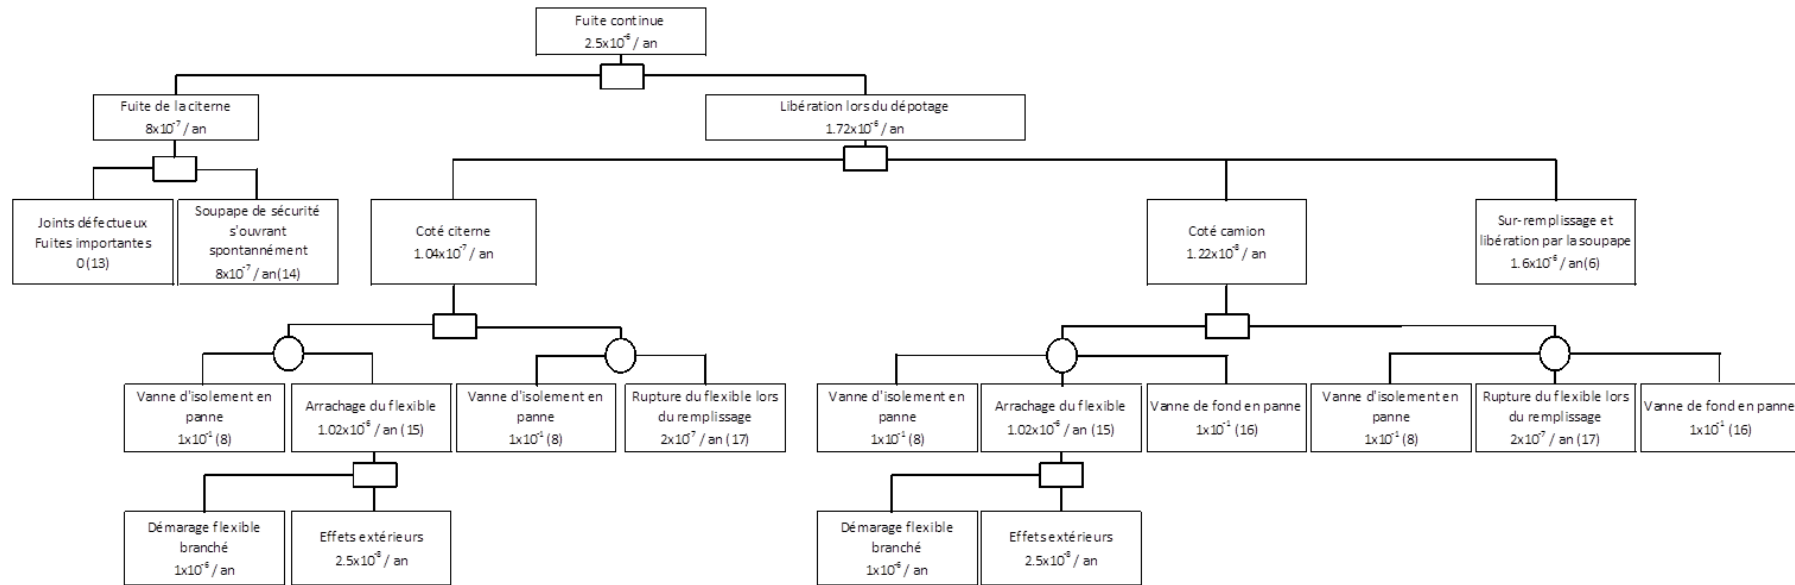 Fuite continue
2.5x10⁻⁶ / an
Fuite de la citerne
8x10⁻⁷ / an
Libération lors du dépotage
1.72x10⁻⁶ / an
Joints défectueux
Fuites importantes
0 (13)
Soupape de sécurité
s'ouvrant
spontannément
8x10⁻⁷ / an (14)
Coté citerne
1.04x10⁻⁷ / an
Coté camion
1.22x10⁻⁸ / an
Sur-remplissage et
libération par la soupape
1.6x10⁻⁶ / an (6)
Vanne d'isolement en
panne
1x10⁻¹ (8)
Arrachage du flexible
1.02x10⁻⁶ / an (15)
Vanne d'isolement en
panne
1x10⁻¹ (8)
Rupture du flexible lors
du remplissage
2x10⁻⁷ / an (17)
Vanne d'isolement en
panne
1x10⁻¹ (8)
Arrachage du flexible
1.02x10⁻⁶ / an (15)
Vanne de fond en panne
1x10⁻¹ (16)
Vanne d'isolement en
panne
1x10⁻¹ (8)
Rupture du flexible lors
du remplissage
2x10⁻⁷ / an (17)
Vanne de fond en panne
1x10⁻¹ (16)
Démarage flexible
branché
1x10⁻⁶ / an
Effets extérieurs
2.5x10⁻⁸ / an
Démarage flexible
branché
1x10⁻⁶ / an
Effets extérieurs
2.5x10⁻⁸ / an